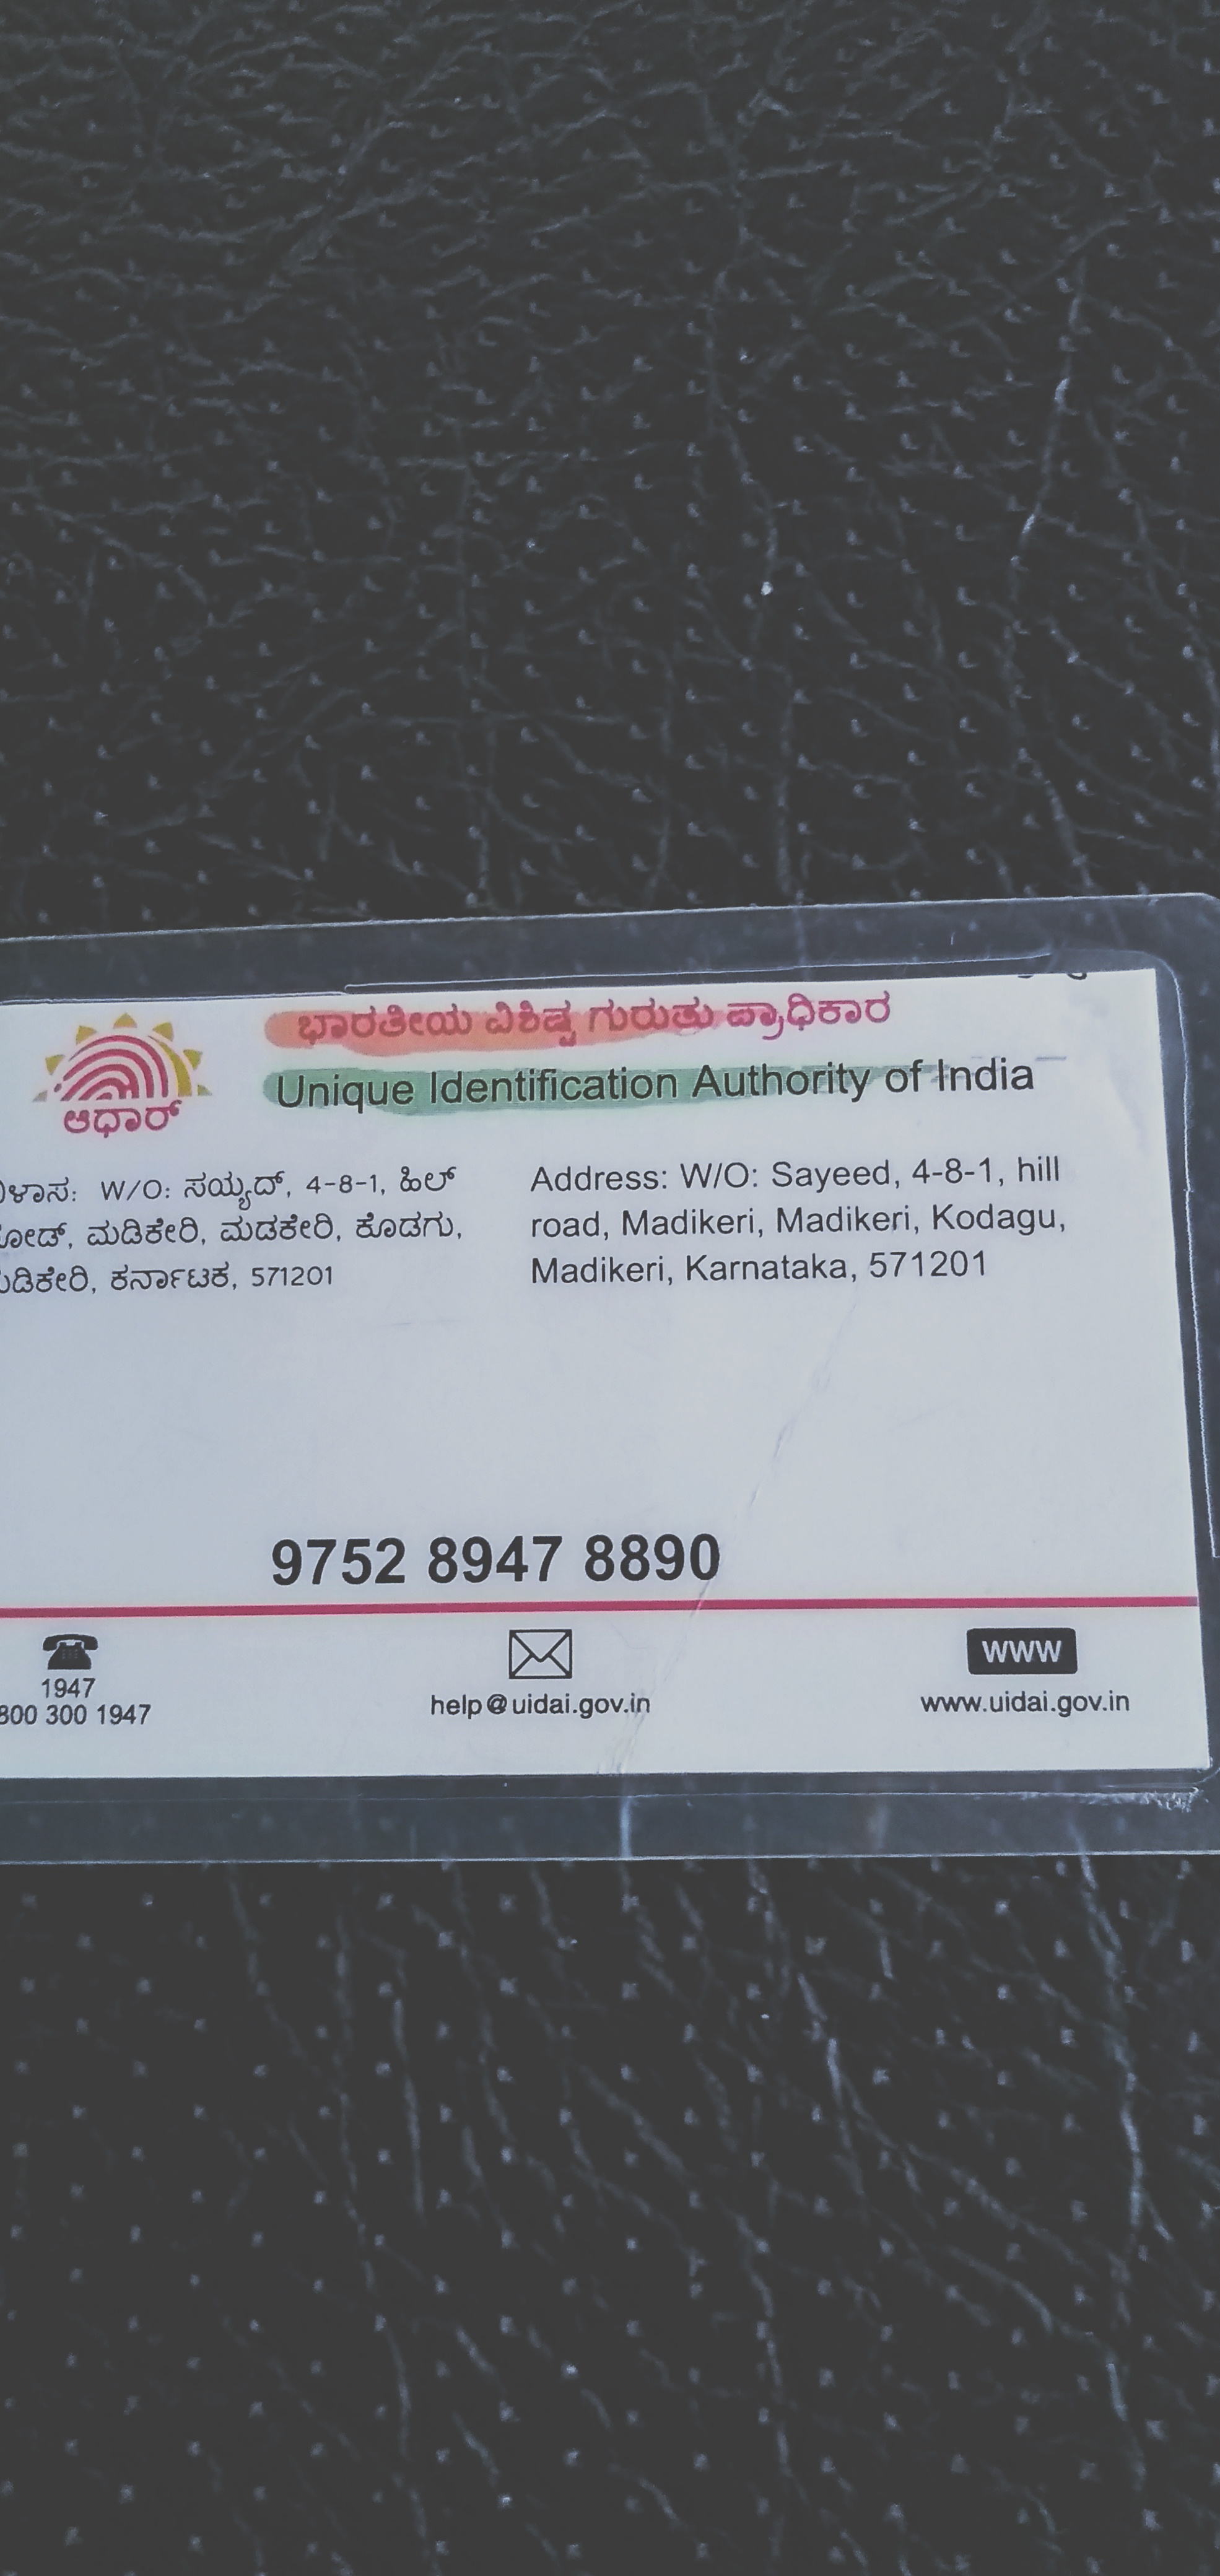 ಭಾರತೀಯ ವಿಶಿಷ್ಟ ಗುರುತು ಪ್ರಾಧಿಕಾರ
Unique Identification Authority of India
ಆಧಾರ್
W/O: ಸಯ್ಯದ್, 4-8-1, ಹಿಲ್
ಮಡಿಕೇರಿ, ಮಡಕೇರಿ, ಕೊಡಗು,
ಕರ್ನಾಟಕ, 571201
Address: W/O: Sayeed, 4-8-1, hill
road, Madikeri, Madikeri, Kodagu,
Madikeri, Karnataka, 571201
9752 8947 8890
1947
800 300 1947
help@uidai.gov.in
WWW
www.uidai.gov.in